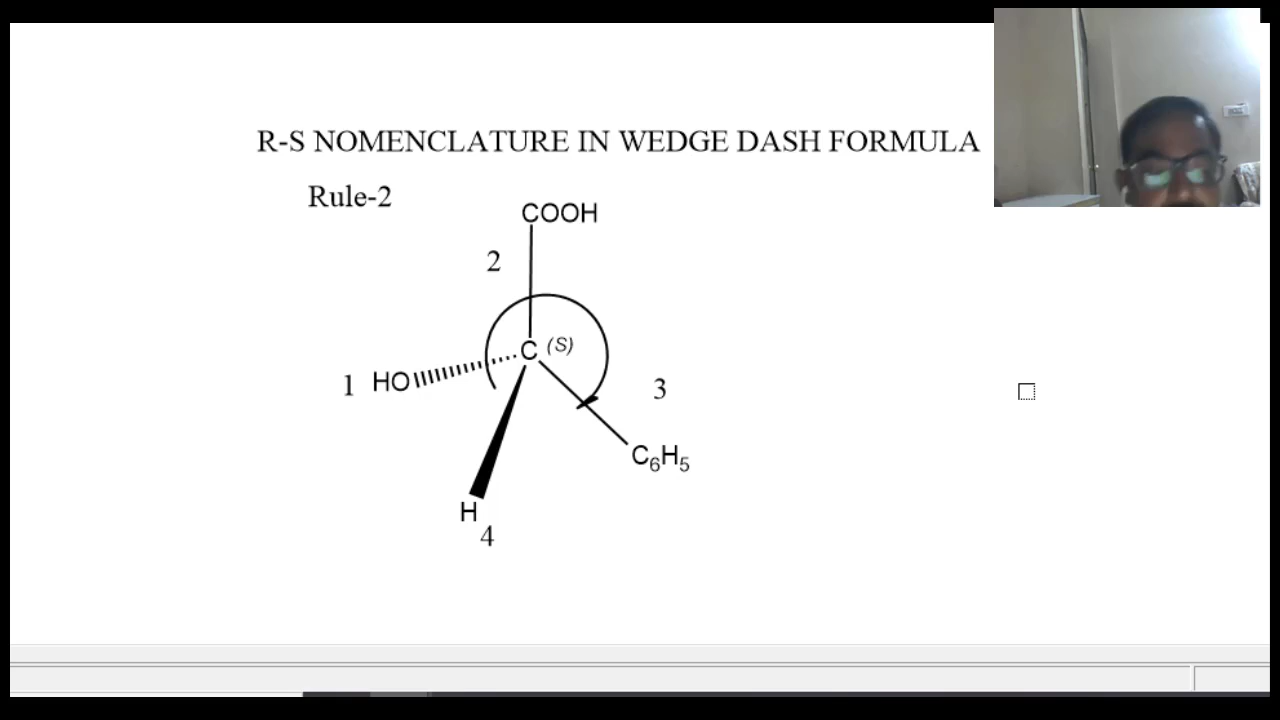 R-S NOMENCLATURE IN WEDGE DASH FORMULA
Rule-2
COOH
2
C (S)
1 HO
3
C₆H₅
H
4